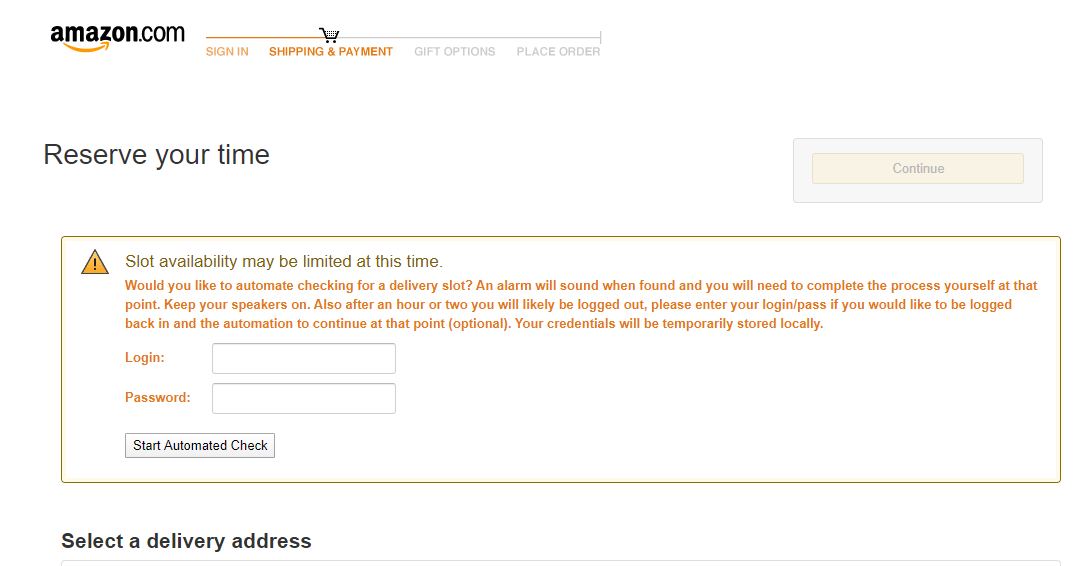 amazon.com
SIGN IN SHIPPING & PAYMENT GIFT OPTIONS PLACE ORDER
Reserve your time
Continue
Slot availability may be limited at this time.
Would you like to automate checking for a delivery slot? An alarm will sound when found and you will need to complete the process yourself at that
point. Keep your speakers on. Also after an hour or two you will likely be logged out, please enter your login/pass if you would like to be logged
back in and the automation to continue at that point (optional). Your credentials will be temporarily stored locally.
Login:
Password:
Start Automated Check
Select a delivery address